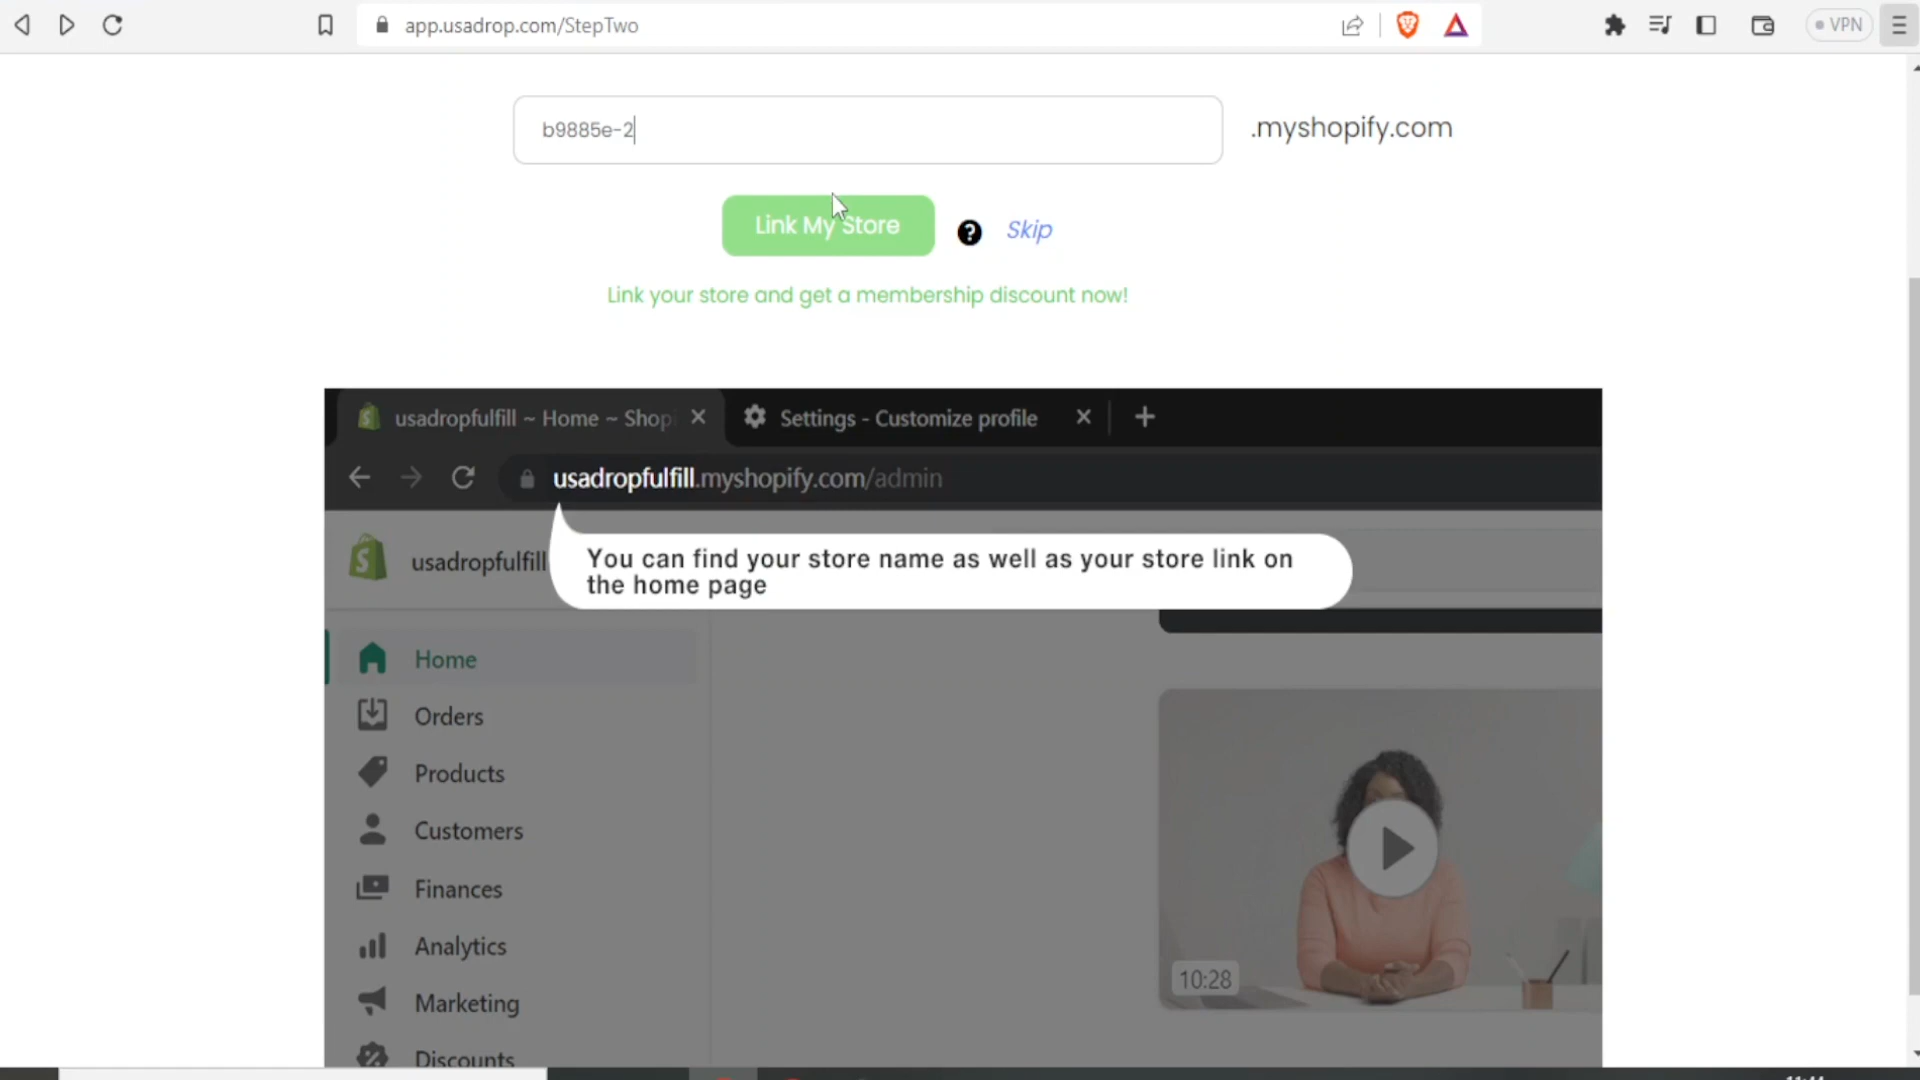 app.usadrop.com/StepTwo
VPN
b9885e-2
.myshopify.com
Link My Store
?
Skip
Link your store and get a membership discount now!
usadropfulfill ~ Home ~ Shopi
Settings - Customize profile
usadropfulfill.myshopify.com/admin
usadropfulfill
You can find your store name as well as your store link on
the home page
Home
Orders
Products
Customers
Finances
Analytics
10:28
Marketing
Discounts